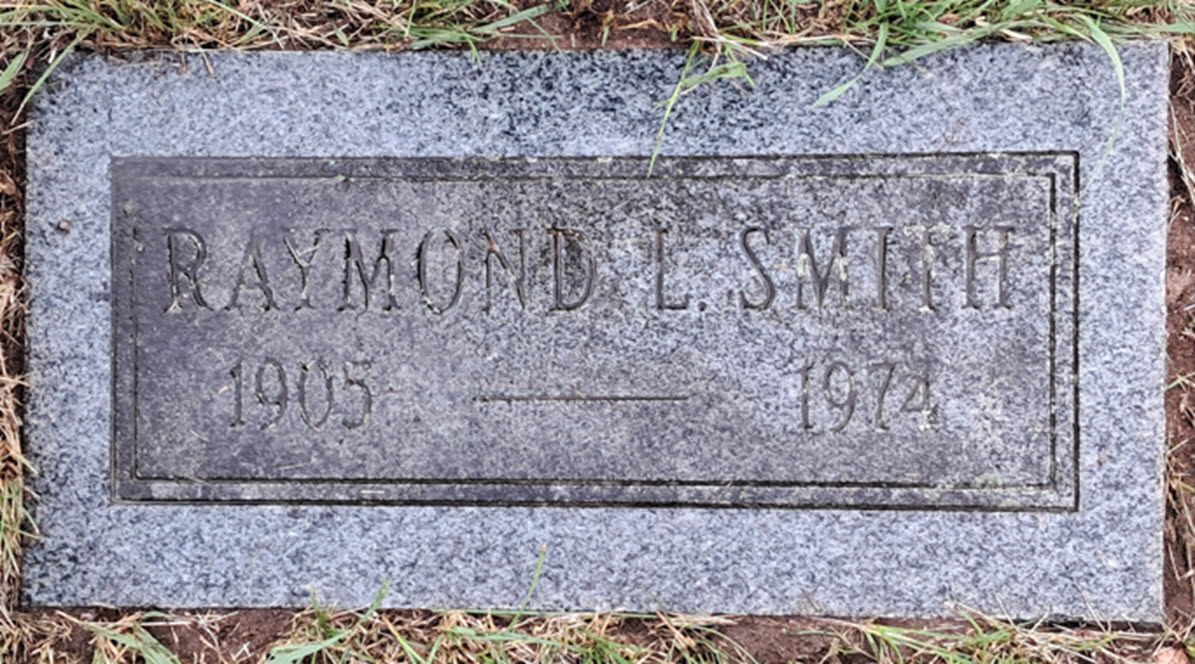 RAYMOND L. SMITH
1905 — 1974